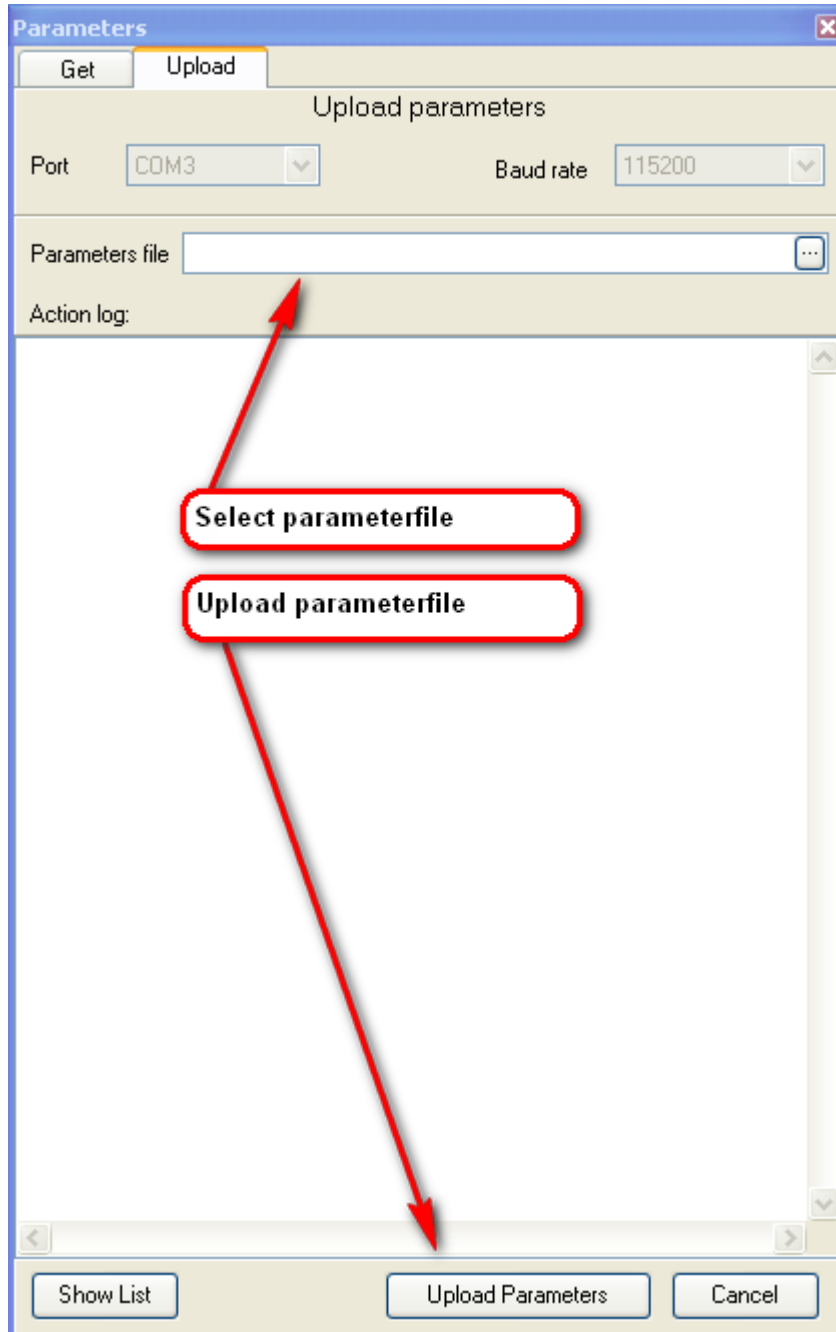 Parameters
Get Upload
Upload parameters
Port COM3 Baud rate 115200
Parameters file ...
Action log:
Select parameterfile
Upload parameterfile
Show List Upload Parameters Cancel